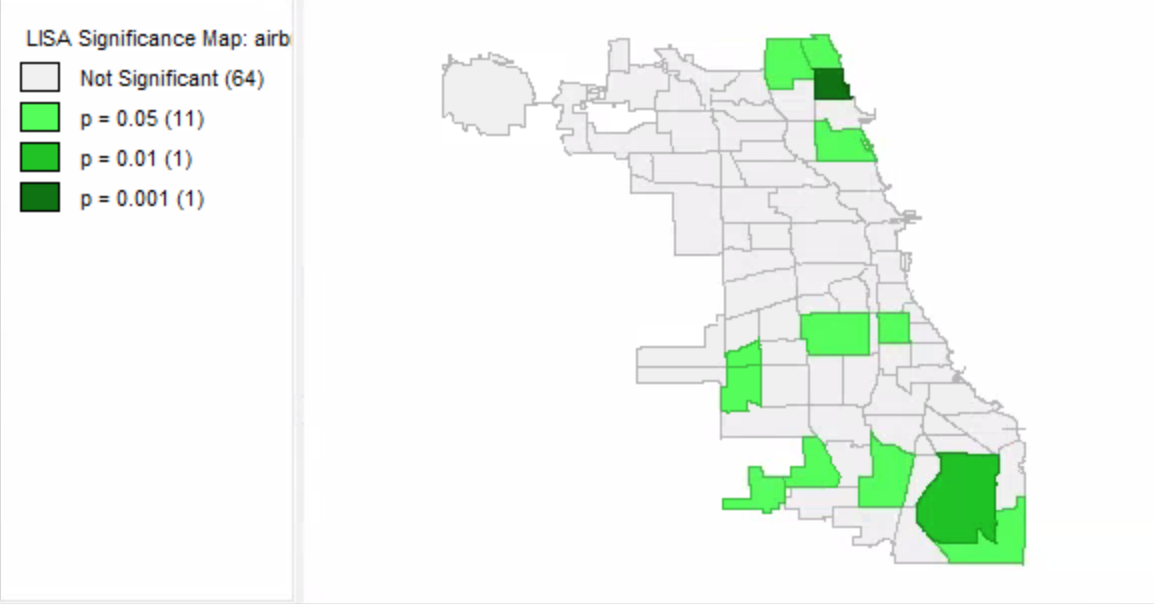 LISA Significance Map: airb
Not Significant (64)
p = 0.05 (11)
p = 0.01 (1)
p = 0.001 (1)